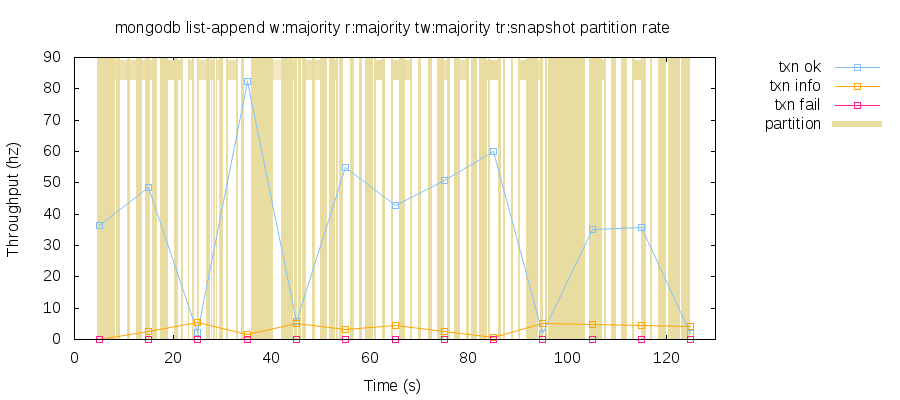 mongodb list-append w:majority r:majority tw:majority tr:snapshot partition rate
txn ok
txn info
txn fail
partition
Throughput (hz)
90
80
70
60
50
40
30
20
10
0
0 20 40 60 80 100 120
Time (s)